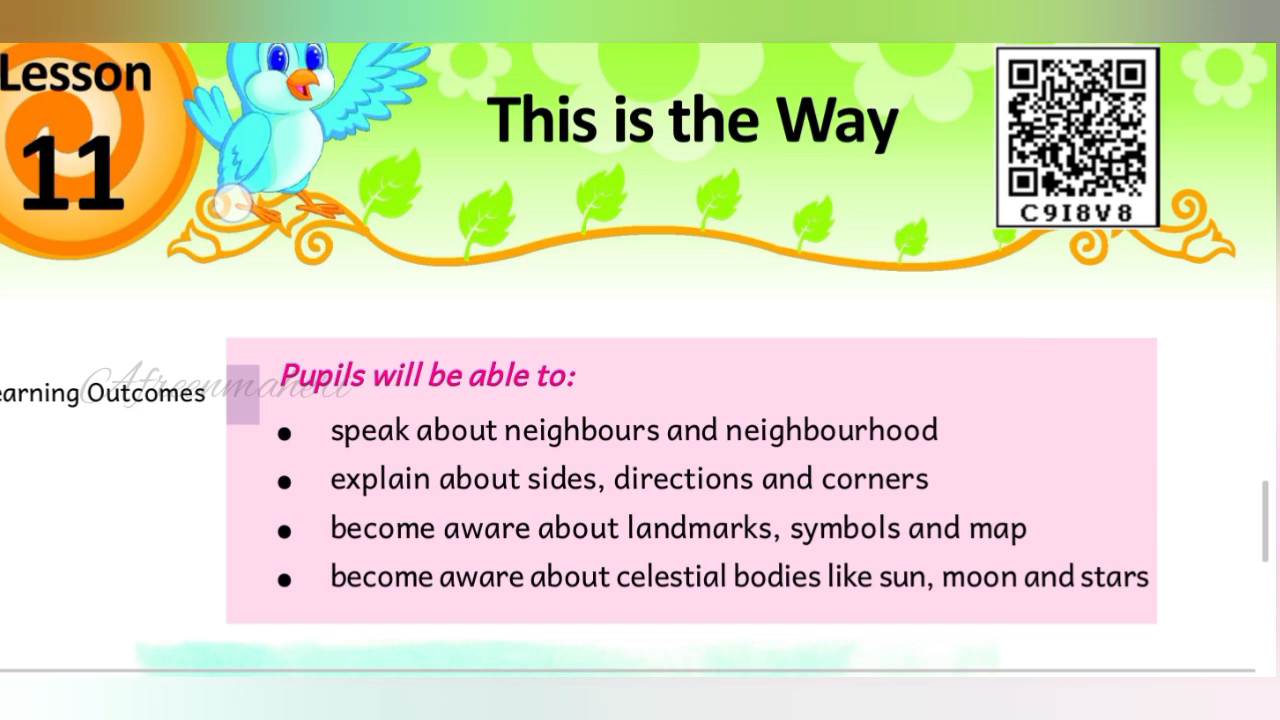 Lesson
11
This is the Way
C9I8V8
earning Outcomes
Pupils will be able to:
• speak about neighbours and neighbourhood
• explain about sides, directions and corners
• become aware about landmarks, symbols and map
• become aware about celestial bodies like sun, moon and stars